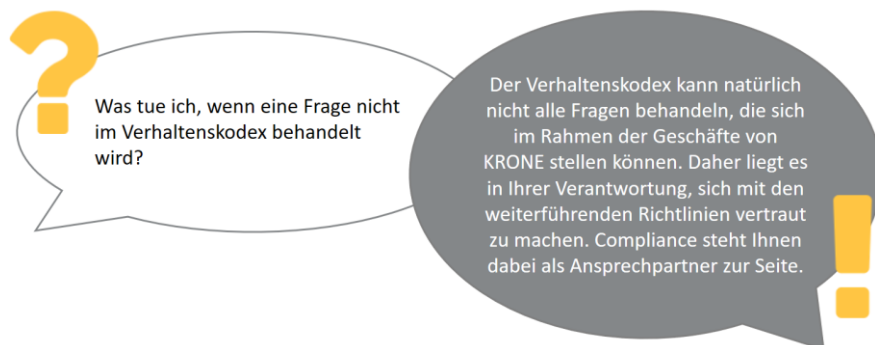 ?
Was tue ich, wenn eine Frage nicht
im Verhaltenskodex behandelt
wird?
Der Verhaltenskodex kann natürlich
nicht alle Fragen behandeln, die sich
im Rahmen der Geschäfte von
KRONE stellen können. Daher liegt es
in Ihrer Verantwortung, sich mit den
weiterführenden Richtlinien vertraut
zu machen. Compliance steht Ihnen
dabei als Ansprechpartner zur Seite.
!